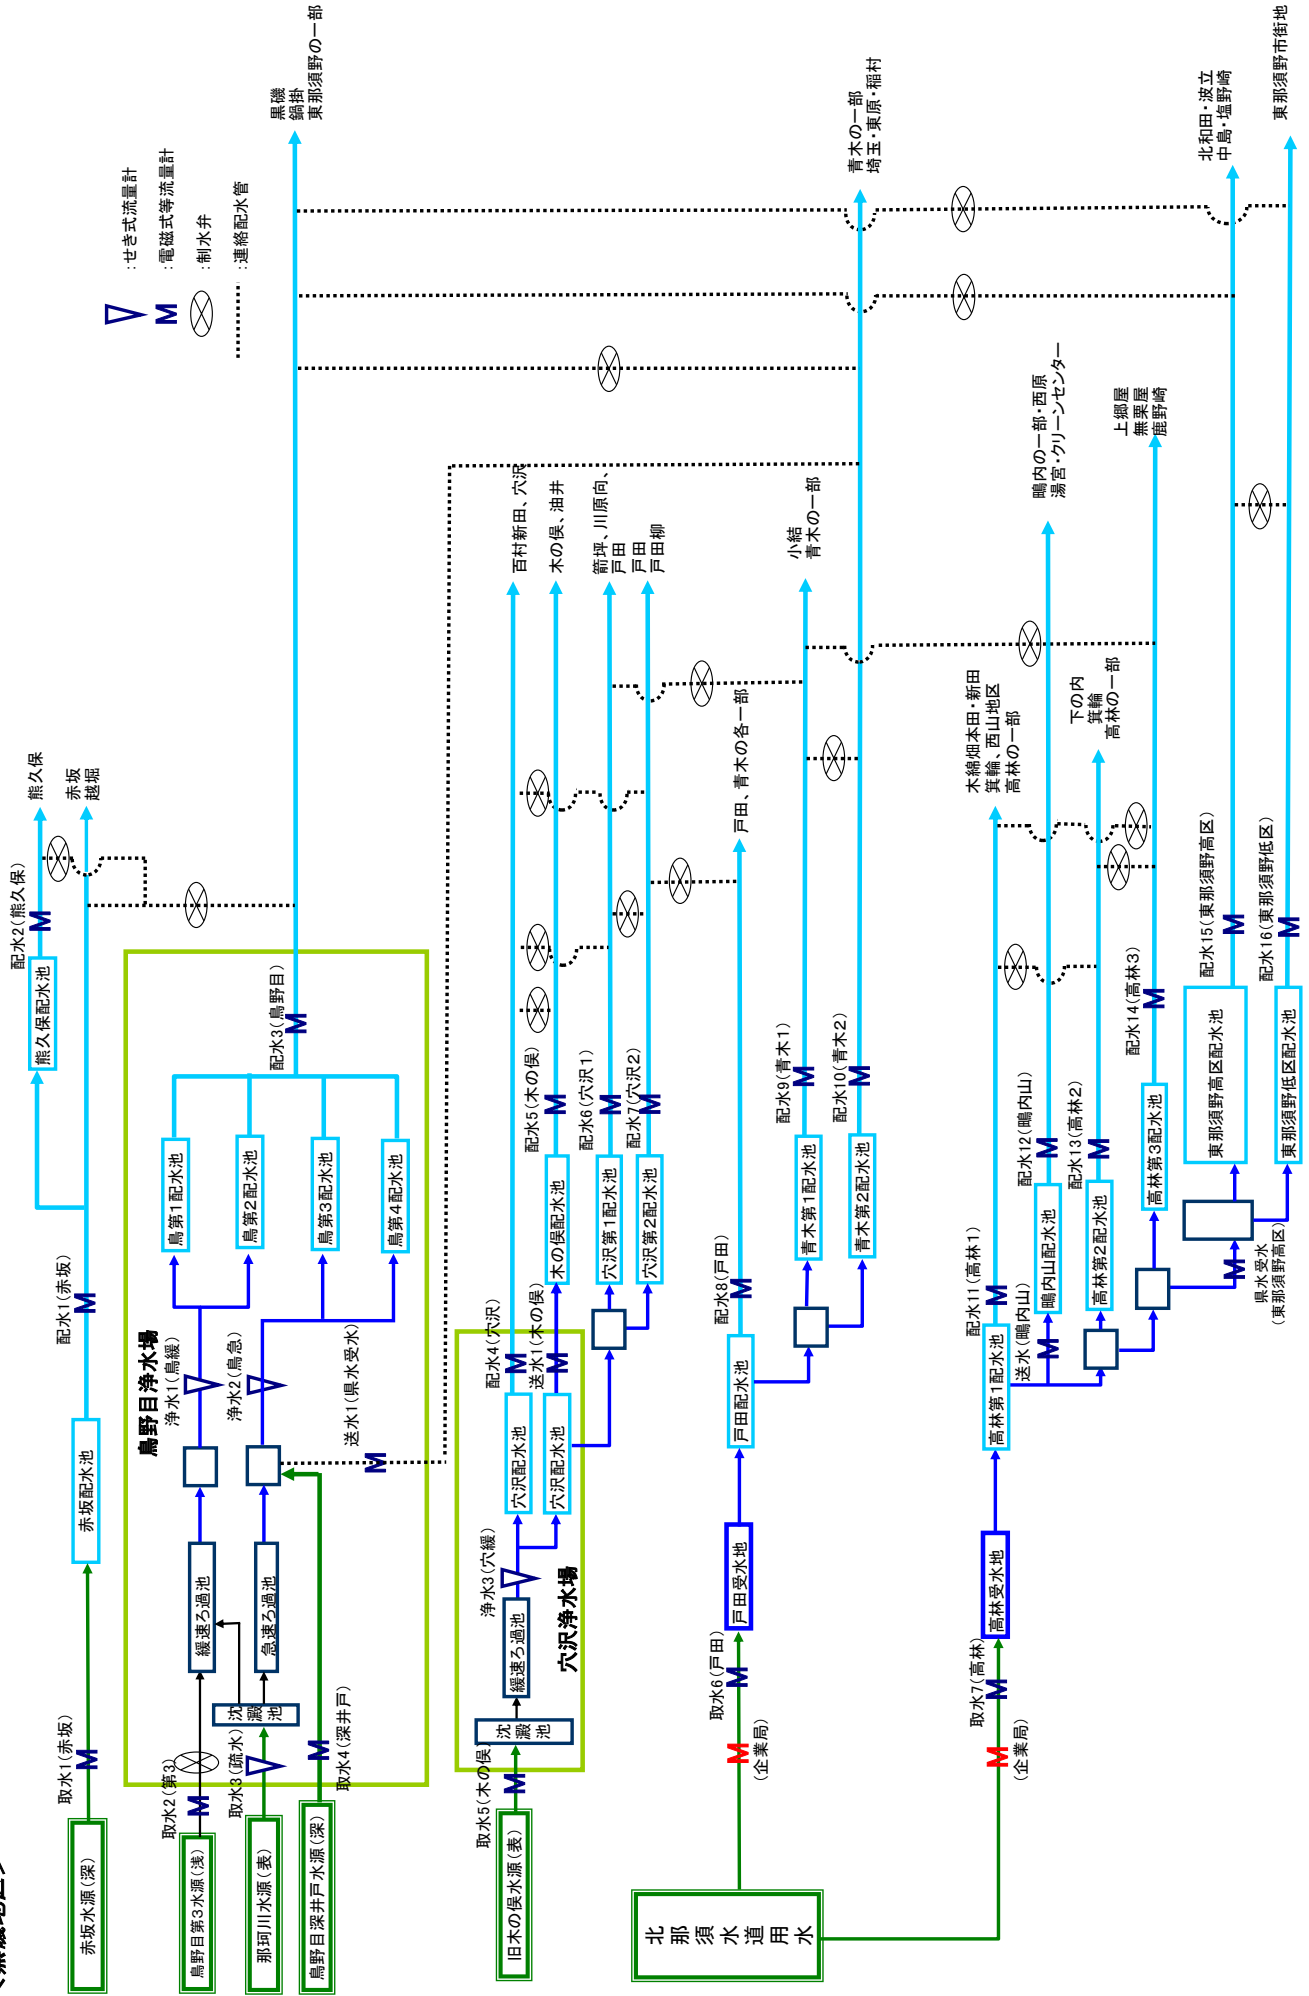 :せき式流量計
:電磁式等流量計
:制水弁
:連絡配水管
熊久保
赤坂
越堀
黒磯
鍋掛
東那須野の一部
百村新田、穴沢
木の俣、油井
箭坪、川原向、
戸田
戸田
戸田柳
戸田、青木の各一部
小結
青木の一部
青木の一部
埼玉・東原・稲村
木綿畑本田・新田
箕輪、西山地区
高林の一部
鴫内の一部・西原
湯宮・クリーンセンター
下の内
箕輪
高林の一部
上郷屋
無栗屋
鹿野崎
北和田・波立
中島・塩野崎
東那須野市街地
配水2(熊久保)
熊久保配水池
配水1(赤坂)
赤坂配水池
取水1(赤坂)
赤坂水源(深)
鳥野目浄水場
配水3(鳥野目)
鳥第1配水池
鳥第2配水池
鳥第3配水池
鳥第4配水池
浄水1(鳥緩)
浄水2(鳥急)
送水1(県水受水)
緩速ろ過池
急速ろ過池
沈澱池
取水2(第3)
取水3(疏水)
取水4(深井戸)
鳥野目第3水源(浅)
那珂川水源(表)
鳥野目深井戸水源(深)
配水4(穴沢)
配水5(木の俣)
配水6(穴沢1)
配水7(穴沢2)
木の俣配水池
穴沢第1配水池
穴沢第2配水池
送水1(木の俣)
穴沢配水池
穴沢配水池
浄水3(穴緩)
穴沢浄水場
緩速ろ過池
沈澱池
取水5(木の俣)
旧木の俣水源(表)
配水8(戸田)
戸田配水池
戸田受水地
取水6(戸田)
(企業局)
北那須水道用水
配水9(青木1)
青木第1配水池
配水10(青木2)
青木第2配水池
配水11(高林1)
高林第1配水池
高林受水地
取水7(高林)
(企業局)
配水12(鴫内山)
鴫内山配水池
送水(鴫内山)
配水13(高林2)
高林第2配水池
配水14(高林3)
高林第3配水池
配水15(東那須野高区)
東那須野高区配水池
県水受水
(東那須野高区)
配水16(東那須野低区)
東那須野低区配水池